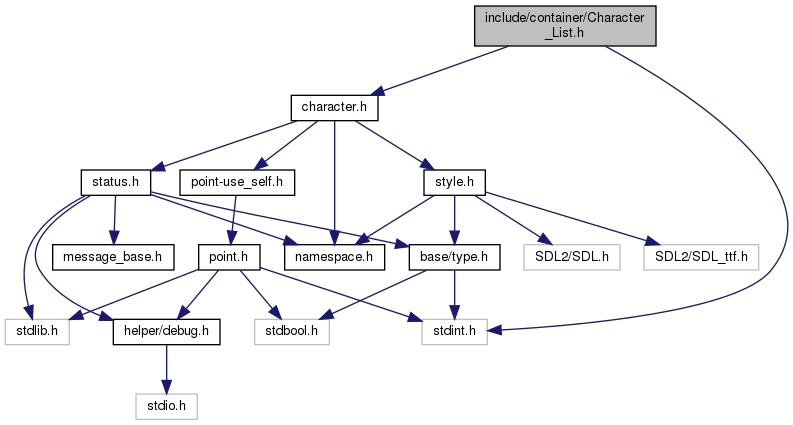 include/container/Character
_List.h
character.h
status.h
point-use_self.h
style.h
message_base.h
point.h
namespace.h
base/type.h
SDL2/SDL.h
SDL2/SDL_ttf.h
stdlib.h
helper/debug.h
stdbool.h
stdint.h
stdio.h